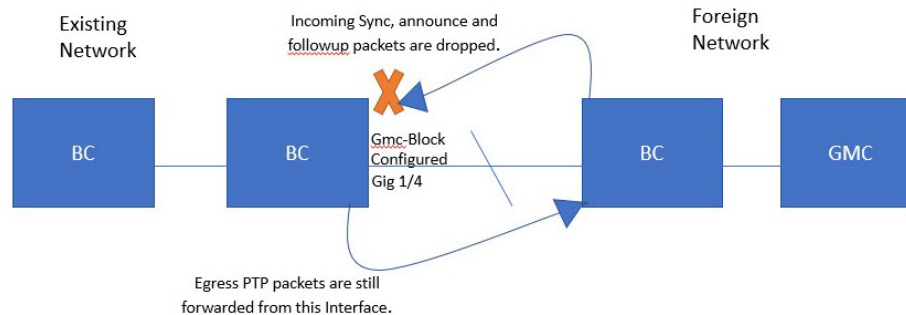 Existing
Network
Incoming Sync, announce and
followup packets are dropped.
Foreign
Network
BC
BC
Gmc-Block
Configured
Gig 1/4
BC
GMC
Egress PTP packets are still
forwarded from this Interface.